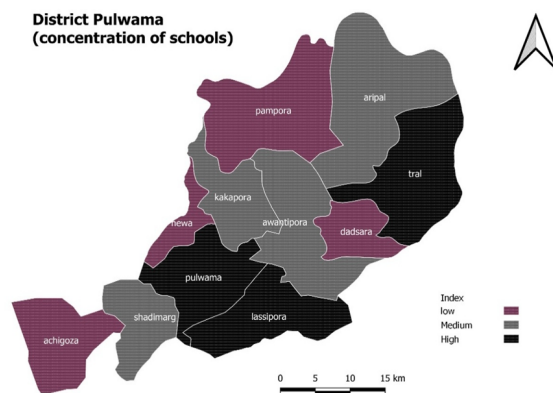 District Pulwama
(concentration of schools)
aripal
pampora
tral
kakapora
newa
awantipora
dadsara
pulwama
shadimarg
lassipora
achigoza
Index
low
Medium
High
0 5 10 15 km